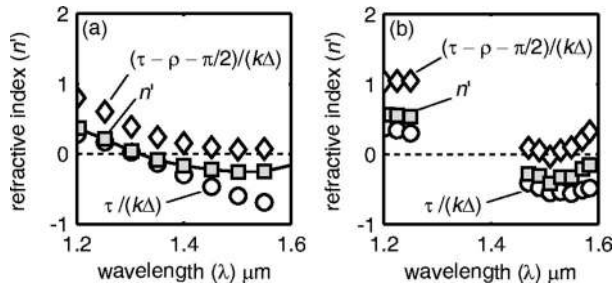 (a)
(τ − ρ − π/2)/(kΔ)
n'
τ /(kΔ)
refractive index (n')
2
1
0
-1
1.2
1.4
1.6
wavelength (λ) μm
(b)
(τ − ρ − π/2)/(kΔ)
n'
τ /(kΔ)
refractive index (n')
2
1
0
-1
1.2
1.4
1.6
wavelength (λ) μm